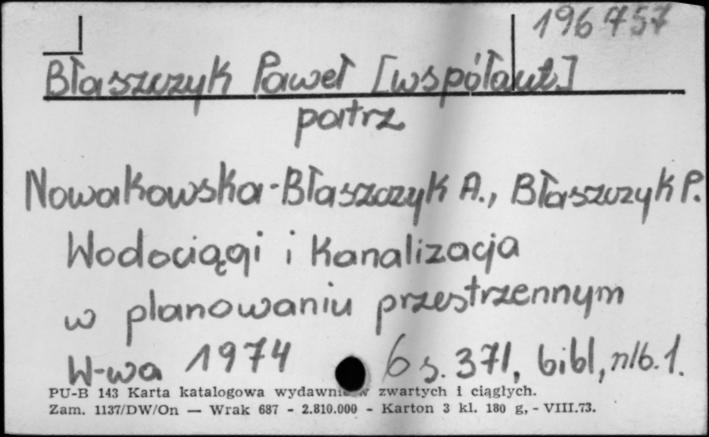 196757
Błaszczyk Paweł [współaut]
patrz
Nowakowska-Błaszczyk A., Błaszczyk P.
Wodociągi i Kanalizacja
w planowaniu przestrzennym
W-wa 1974 s. 371, bibl, nlb. 1.
PU-B 143 Karta katalogowa wydawnictw zwartych i ciągłych.
Zam. 1137/DW/On — Wrak 687 - 2.810.000 - Karton 3 kl. 180 g, - VIII.73.